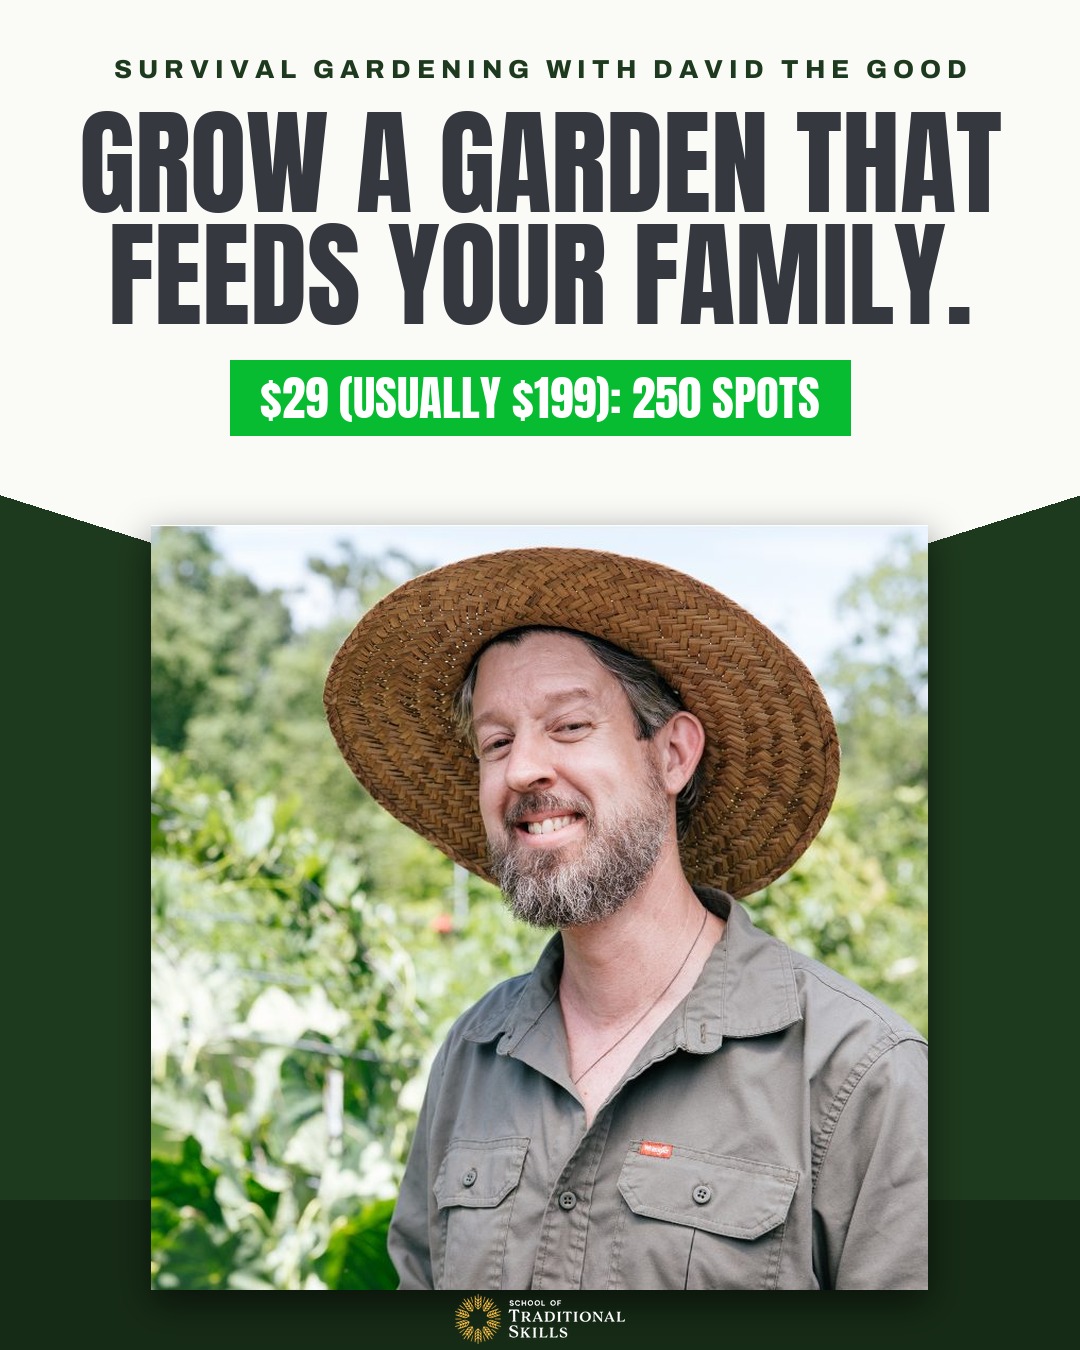 SURVIVAL GARDENING WITH DAVID THE GOOD
GROW A GARDEN THAT
FEEDS YOUR FAMILY.
$29 (USUALLY $199): 250 SPOTS
SCHOOL OF
TRADITIONAL
SKILLS